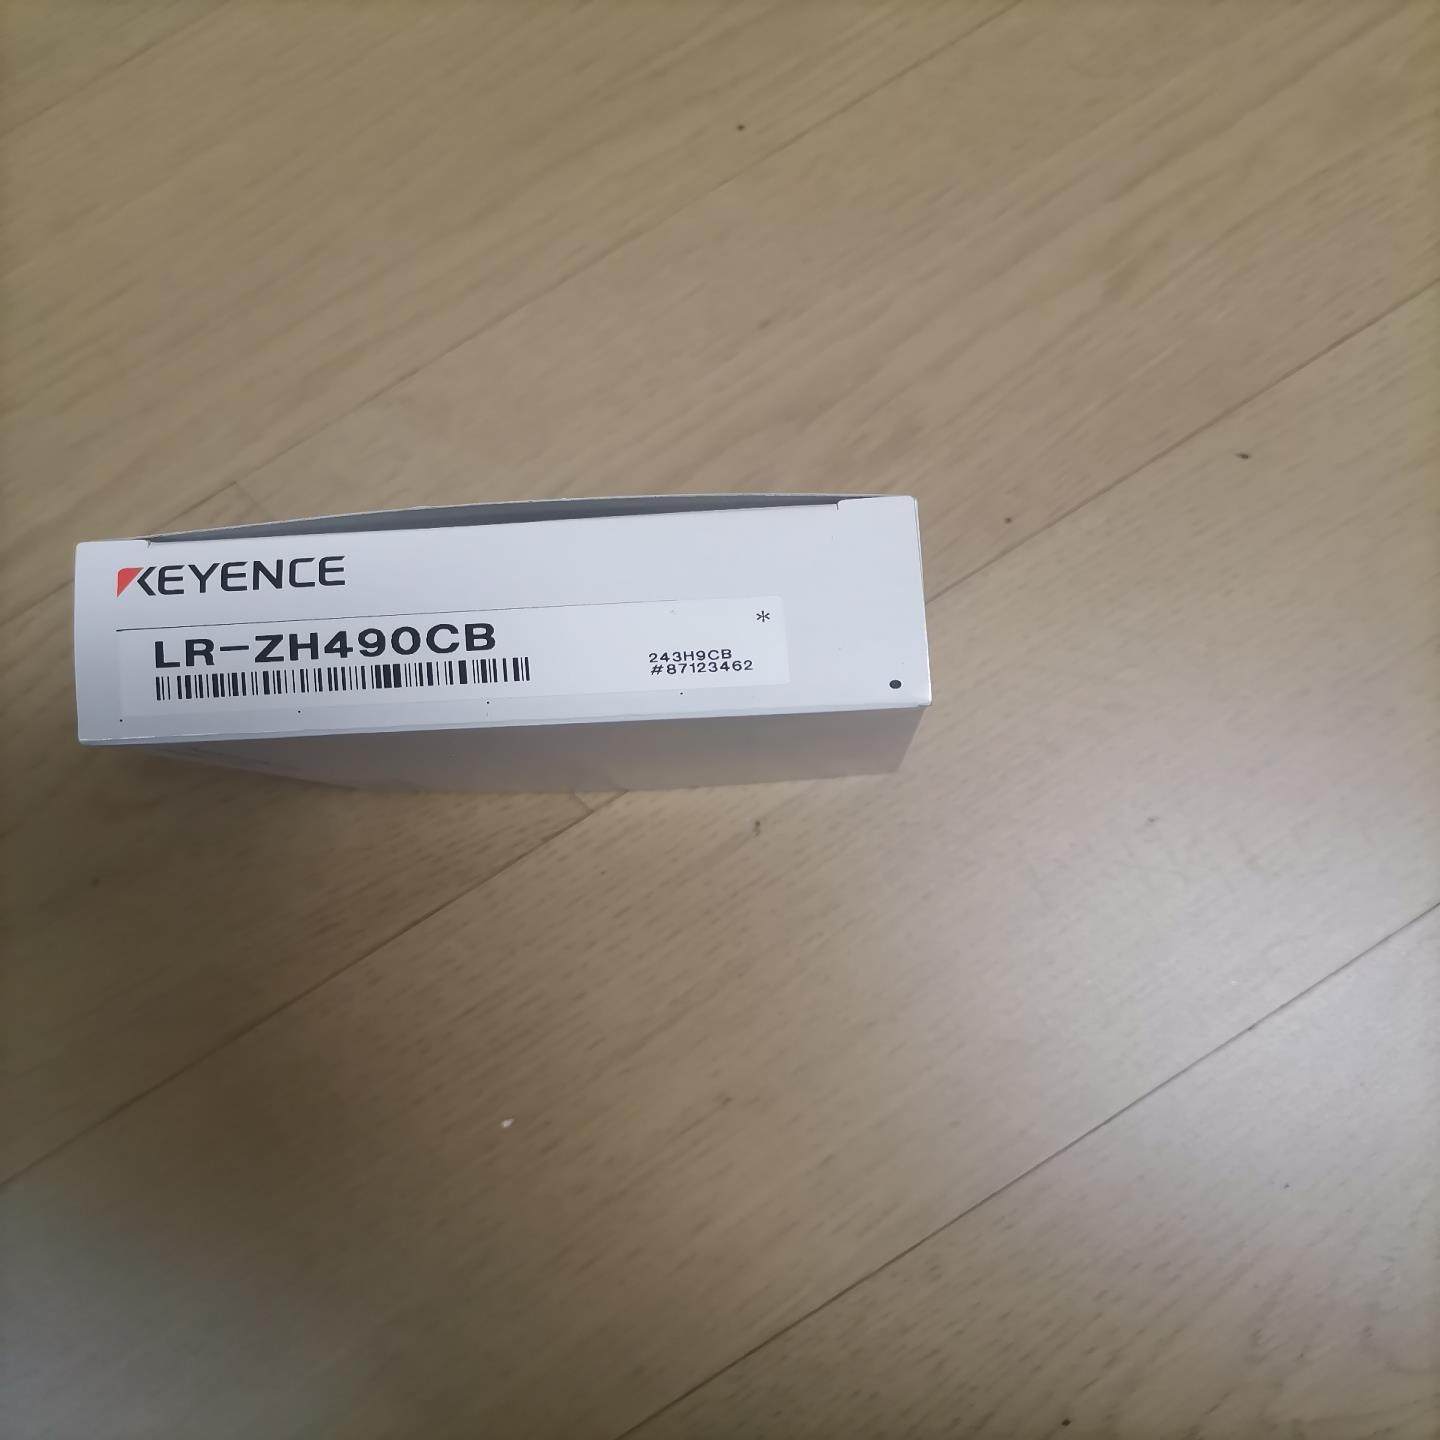 KEYENCE
LR-ZH490CB
*
243H9CB
#87123462